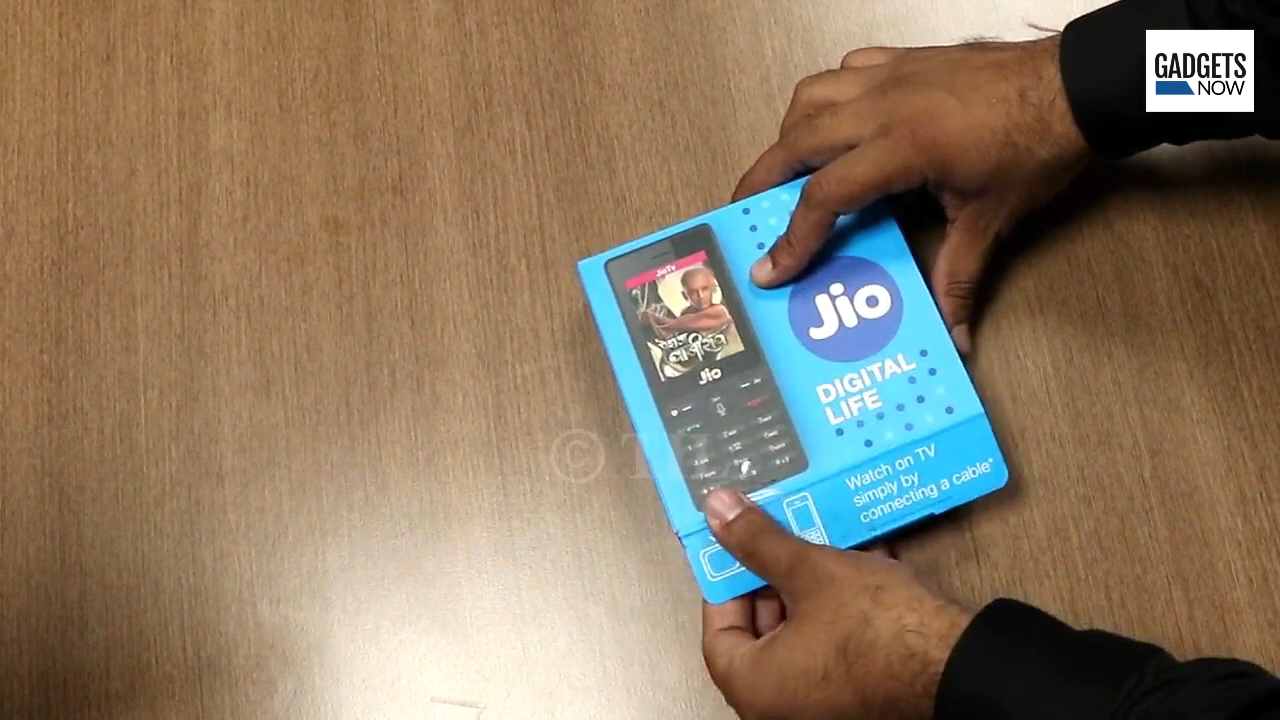 GADGETS
NOW
JioTV
Jio
Jio
DIGITAL
LIFE
Watch on TV
simply by
connecting a cable*